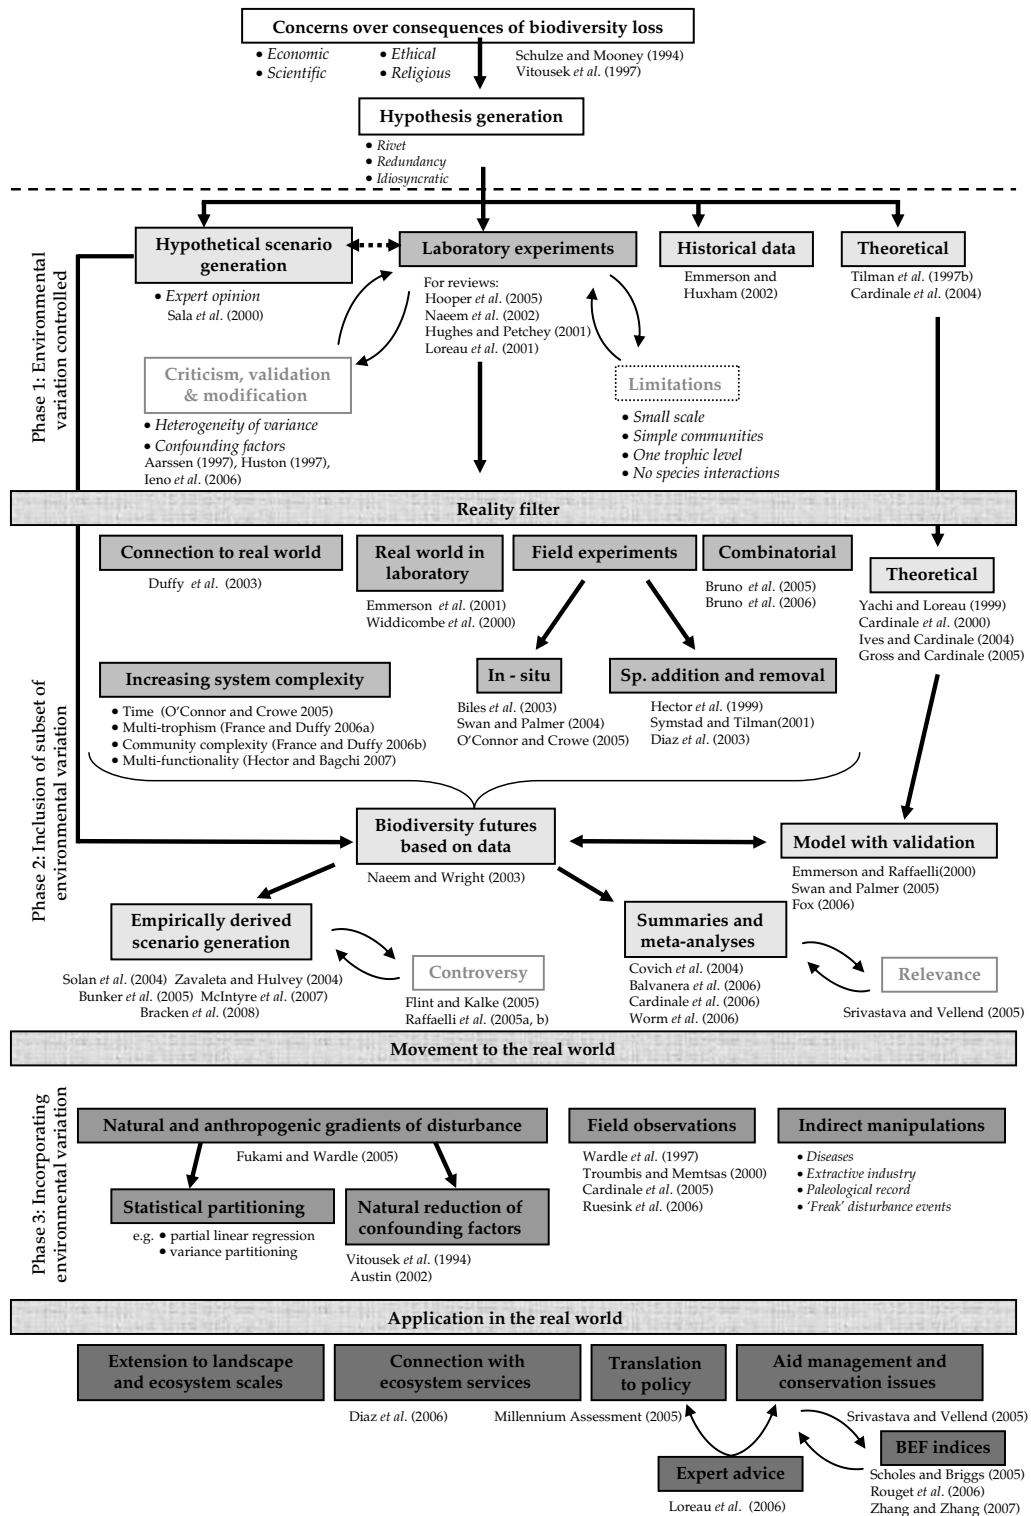 Concerns over consequences of biodiversity loss
• Economic
• Ethical
• Scientific
• Religious
Schulze and Mooney (1994)
Vitousek et al. (1997)
Hypothesis generation
• Rivet
• Redundancy
• Idiosyncratic
Phase 1: Environmental
variation controlled
Hypothetical scenario
generation
• Expert opinion
Sala et al. (2000)
Laboratory experiments
For reviews:
Hooper et al. (2005)
Naeem et al. (2002)
Hughes and Petchey (2001)
Loreau et al. (2001)
Historical data
Emmerson and
Huxham (2002)
Theoretical
Tilman et al. (1997b)
Cardinale et al. (2004)
Criticism, validation
& modification
• Heterogeneity of variance
• Confounding factors
Aarssen (1997), Huston (1997),
Ieno et al. (2006)
Limitations
• Small scale
• Simple communities
• One trophic level
• No species interactions
Reality filter
Phase 2: Inclusion of subset of
environmental variation
Connection to real world
Duffy et al. (2003)
Real world in
laboratory
Emmerson et al. (2001)
Widdicombe et al. (2000)
Field experiments
Combinatorial
Bruno et al. (2005)
Bruno et al. (2006)
Theoretical
Yachi and Loreau (1999)
Cardinale et al. (2000)
Ives and Cardinale (2004)
Gross and Cardinale (2005)
Increasing system complexity
• Time (O'Connor and Crowe 2005)
• Multi-trophism (France and Duffy 2006a)
• Community complexity (France and Duffy 2006b)
• Multi-functionality (Hector and Bagchi 2007)
In - situ
Biles et al. (2003)
Swan and Palmer (2004)
O'Connor and Crowe (2005)
Sp. addition and removal
Hector et al. (1999)
Symstad and Tilman(2001)
Diaz et al. (2003)
Biodiversity futures
based on data
Naeem and Wright (2003)
Model with validation
Emmerson and Raffaelli(2000)
Swan and Palmer (2005)
Fox (2006)
Empirically derived
scenario generation
Solan et al. (2004) Zavaleta and Hulvey (2004)
Bunker et al. (2005) McIntyre et al. (2007)
Bracken et al. (2008)
Controversy
Flint and Kalke (2005)
Raffaelli et al. (2005a, b)
Summaries and
meta-analyses
Covich et al. (2004)
Balvanera et al. (2006)
Cardinale et al. (2006)
Worm et al. (2006)
Relevance
Srivastava and Vellend (2005)
Movement to the real world
Phase 3: Incorporating
environmental variation
Natural and anthropogenic gradients of disturbance
Fukami and Wardle (2005)
Statistical partitioning
e.g. • partial linear regression
• variance partitioning
Natural reduction of
confounding factors
Vitousek et al. (1994)
Austin (2002)
Field observations
Wardle et al. (1997)
Troumbis and Memtsas (2000)
Cardinale et al. (2005)
Ruesink et al. (2006)
Indirect manipulations
• Diseases
• Extractive industry
• Paleological record
• 'Freak' disturbance events
Application in the real world
Extension to landscape
and ecosystem scales
Connection with
ecosystem services
Diaz et al. (2006)
Translation
to policy
Millennium Assessment (2005)
Aid management and
conservation issues
Srivastava and Vellend (2005)
Expert advice
Loreau et al. (2006)
BEF indices
Scholes and Briggs (2005)
Rouget et al. (2006)
Zhang and Zhang (2007)